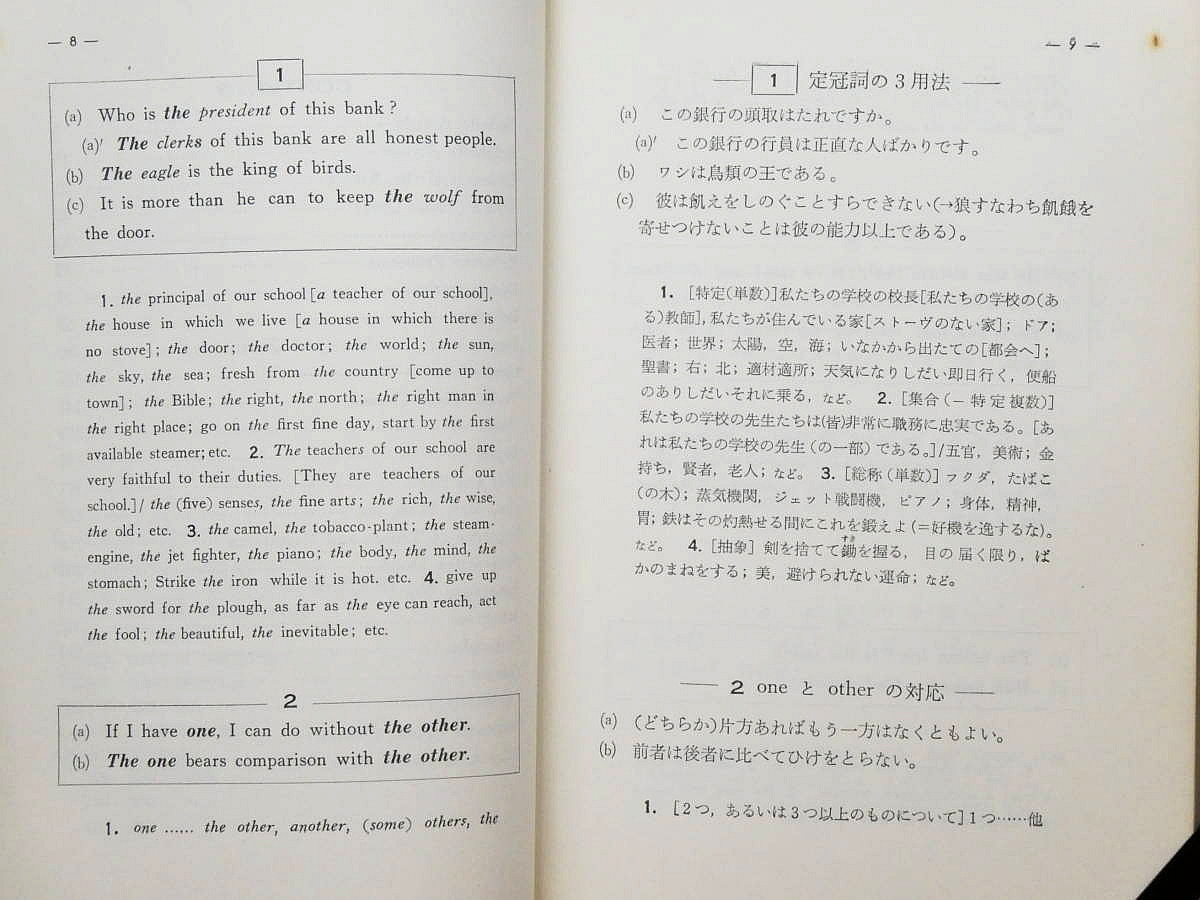 — 8 —
1
(a) Who is the president of this bank?
(a)′ The clerks of this bank are all honest people.
(b) The eagle is the king of birds.
(c) It is more than he can to keep the wolf from
the door.
1. the principal of our school [a teacher of our school],
the house in which we live [a house in which there is
no stove]; the door; the doctor; the world; the sun,
the sky, the sea; fresh from the country [come up to
town]; the Bible; the right, the north; the right man in
the right place; go on the first fine day, start by the first
available steamer; etc. 2. The teachers of our school are
very faithful to their duties. [They are teachers of our
school.]/ the (five) senses, the fine arts; the rich, the wise,
the old; etc. 3. the camel, the tobacco-plant; the steam-
engine, the jet fighter, the piano; the body, the mind, the
stomach; Strike the iron while it is hot. etc. 4. give up
the sword for the plough, as far as the eye can reach, act
the fool; the beautiful, the inevitable; etc.
2
(a) If I have one, I can do without the other.
(b) The one bears comparison with the other.
1. one …… the other, another, (some) others, the
— 9 —
1 定冠詞の3用法
(a) この銀行の頭取はたれですか。
(a)′ この銀行の行員は正直な人ばかりです。
(b) ワシは鳥類の王である。
(c) 彼は飢えをしのぐことすらできない(→狼すなわち飢餓を
寄せつけないことは彼の能力以上である)。
1. [特定(単数)]私たちの学校の校長[私たちの学校の(あ
る)教師],私たちが住んでいる家[ストーヴのない家]; ドア;
医者; 世界; 太陽, 空, 海; いなかから出たての[都会へ];
聖書; 右; 北; 適材適所; 天気になりしだい即日行く, 便船
のありしだいそれに乗る, など。 2. [集合(−特定複数)]
私たちの学校の先生たちは(皆)非常に職務に忠実である。[あ
れは私たちの学校の先生(の一部)である。]/五官, 美術; 金
持ち, 賢者, 老人; など。 3. [総称(単数)] フクダ, たばこ
(の木); 蒸気機関, ジェット戦闘機, ピアノ; 身体, 精神,
胃; 鉄はその灼熱せる間にこれを鍛えよ(=好機を逸するな)。
など。 4. [抽象] 剣を捨てて鋤を握る, 目の届く限り, ば
かのまねをする; 美, 避けられない運命; など。
2 one と other の対応
(a) (どちらか)片方あればもう一方はなくともよい。
(b) 前者は後者に比べてひけをとらない。
1. [2つ, あるいは3つ以上のものについて]1つ……他